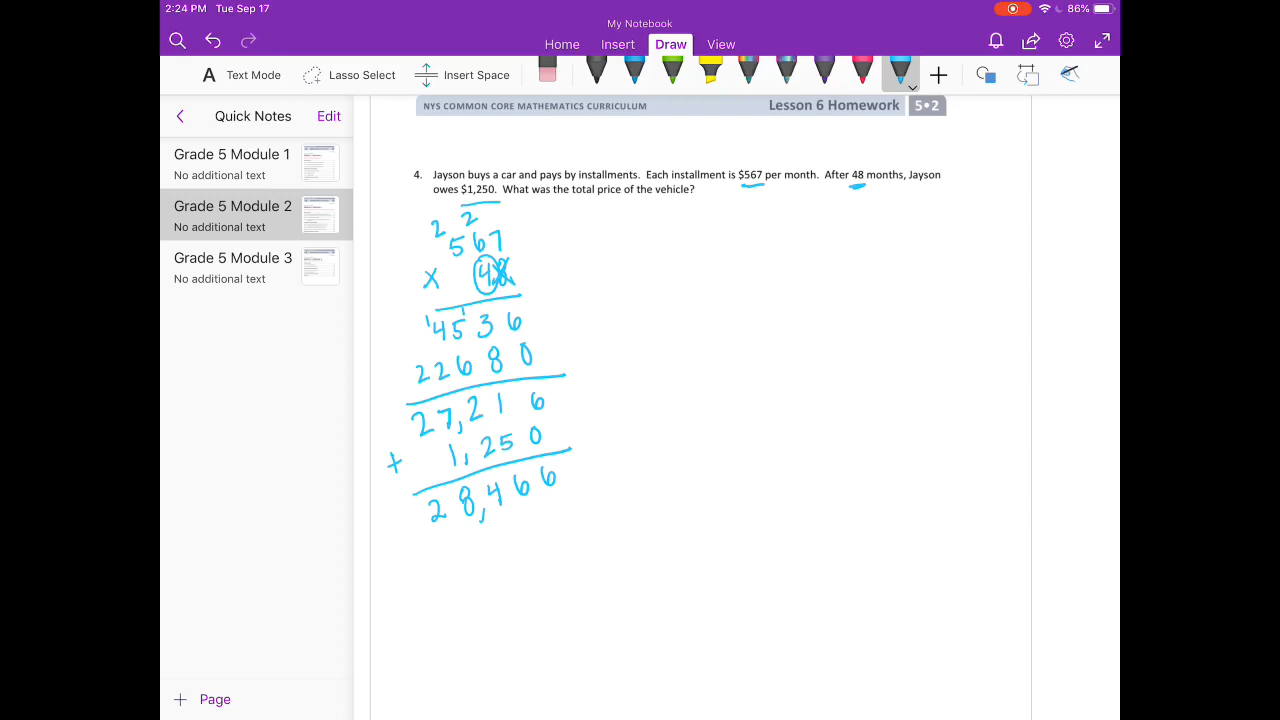 2:24 PM Tue Sep 17
86%
My Notebook
Home Insert Draw View
Text Mode Lasso Select Insert Space
Quick Notes Edit
Grade 5 Module 1
No additional text
Grade 5 Module 2
No additional text
Grade 5 Module 3
No additional text
Page
NYS COMMON CORE MATHEMATICS CURRICULUM Lesson 6 Homework 5•2
4. Jayson buys a car and pays by installments. Each installment is $567 per month. After 48 months, Jayson
owes $1,250. What was the total price of the vehicle?
2 2
567
x 48
1 1
4536
22680
27,216
+ 1,250
28,466